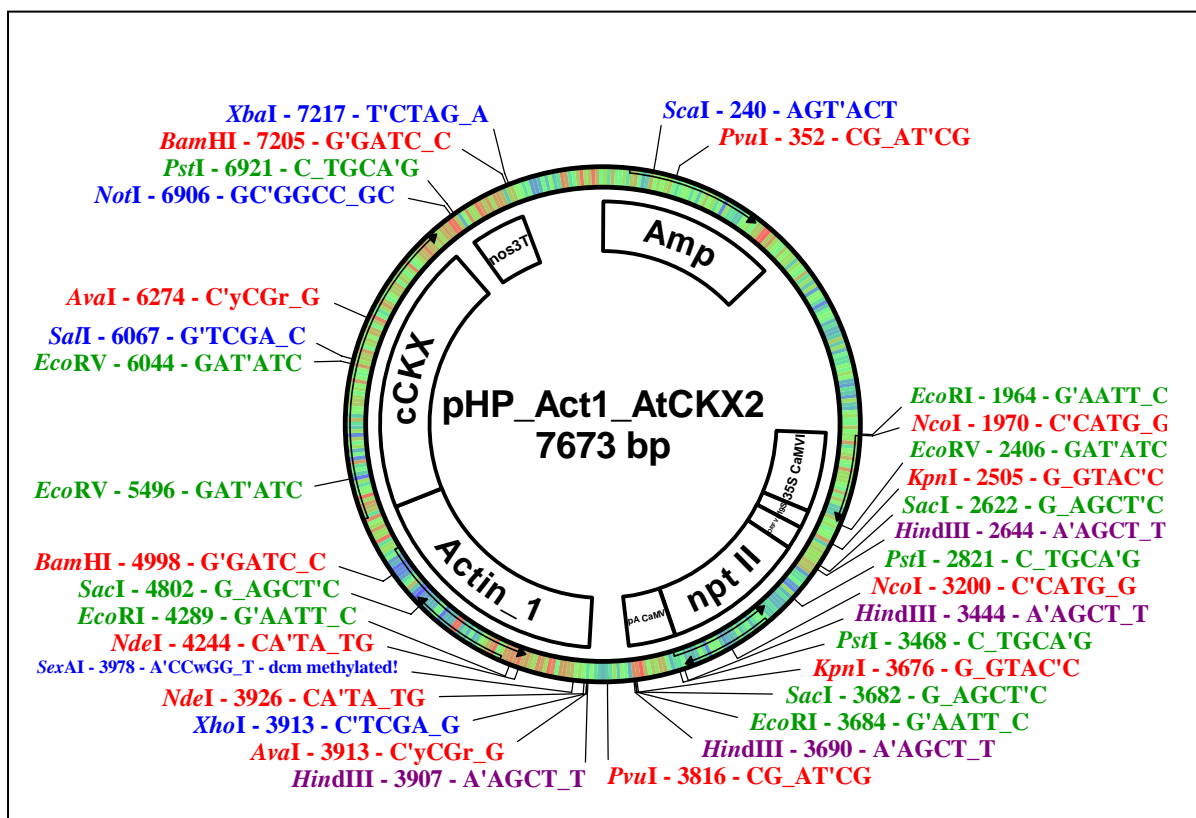 XbaI - 7217 - T'CTAG_A
BamHI - 7205 - G'GATC_C
PstI - 6921 - C_TGCA'G
NotI - 6906 - GC'GGCC_GC
AvaI - 6274 - C'yCGr_G
SalI - 6067 - G'TCGA_C
EcoRV - 6044 - GAT'ATC
EcoRV - 5496 - GAT'ATC
BamHI - 4998 - G'GATC_C
SacI - 4802 - G_AGCT'C
EcoRI - 4289 - G'AATT_C
NdeI - 4244 - CA'TA_TG
SexAI - 3978 - A'CCwGG_T - dcm methylated!
NdeI - 3926 - CA'TA_TG
XhoI - 3913 - C'TCGA_G
AvaI - 3913 - C'yCGr_G
HindIII - 3907 - A'AGCT_T
ScaI - 240 - AGT'ACT
PvuI - 352 - CG_AT'CG
EcoRI - 1964 - G'AATT_C
NcoI - 1970 - C'CATG_G
EcoRV - 2406 - GAT'ATC
KpnI - 2505 - G_GTAC'C
SacI - 2622 - G_AGCT'C
HindIII - 2644 - A'AGCT_T
PstI - 2821 - C_TGCA'G
NcoI - 3200 - C'CATG_G
HindIII - 3444 - A'AGCT_T
PstI - 3468 - C_TGCA'G
KpnI - 3676 - G_GTAC'C
SacI - 3682 - G_AGCT'C
EcoRI - 3684 - G'AATT_C
HindIII - 3690 - A'AGCT_T
PvuI - 3816 - CG_AT'CG
pHP_Act1_AtCKX2
7673 bp
nos3T
Amp
cCKX
Actin_1
35S CaMVI
npt II
pA CaMV